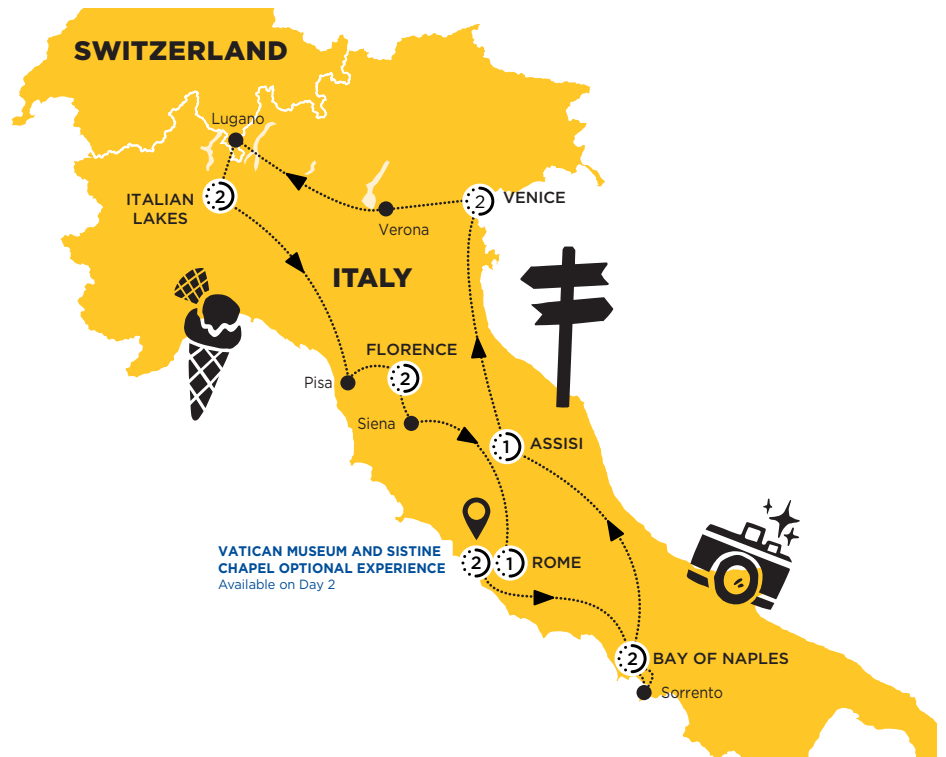 SWITZERLAND
Lugano
2
ITALIAN
LAKES
2
VENICE
Verona
ITALY
FLORENCE
2
Pisa
Siena
1
ASSISI
VATICAN MUSEUM AND SISTINE
CHAPEL OPTIONAL EXPERIENCE
Available on Day 2
2
1
ROME
2
BAY OF NAPLES
Sorrento